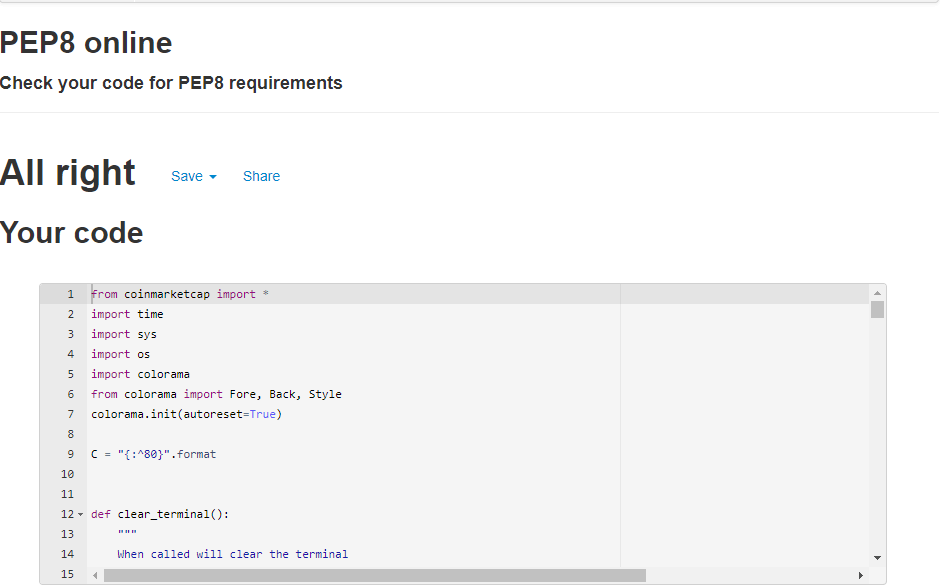 PEP8 online
Check your code for PEP8 requirements
All right Save Share
Your code
1 from coinmarketcap import *
2 import time
3 import sys
4 import os
5 import colorama
6 from colorama import Fore, Back, Style
7 colorama.init(autoreset=True)
8
9 C = "{:^80}".format
10
11
12 def clear_terminal():
13 """
14 When called will clear the terminal
15